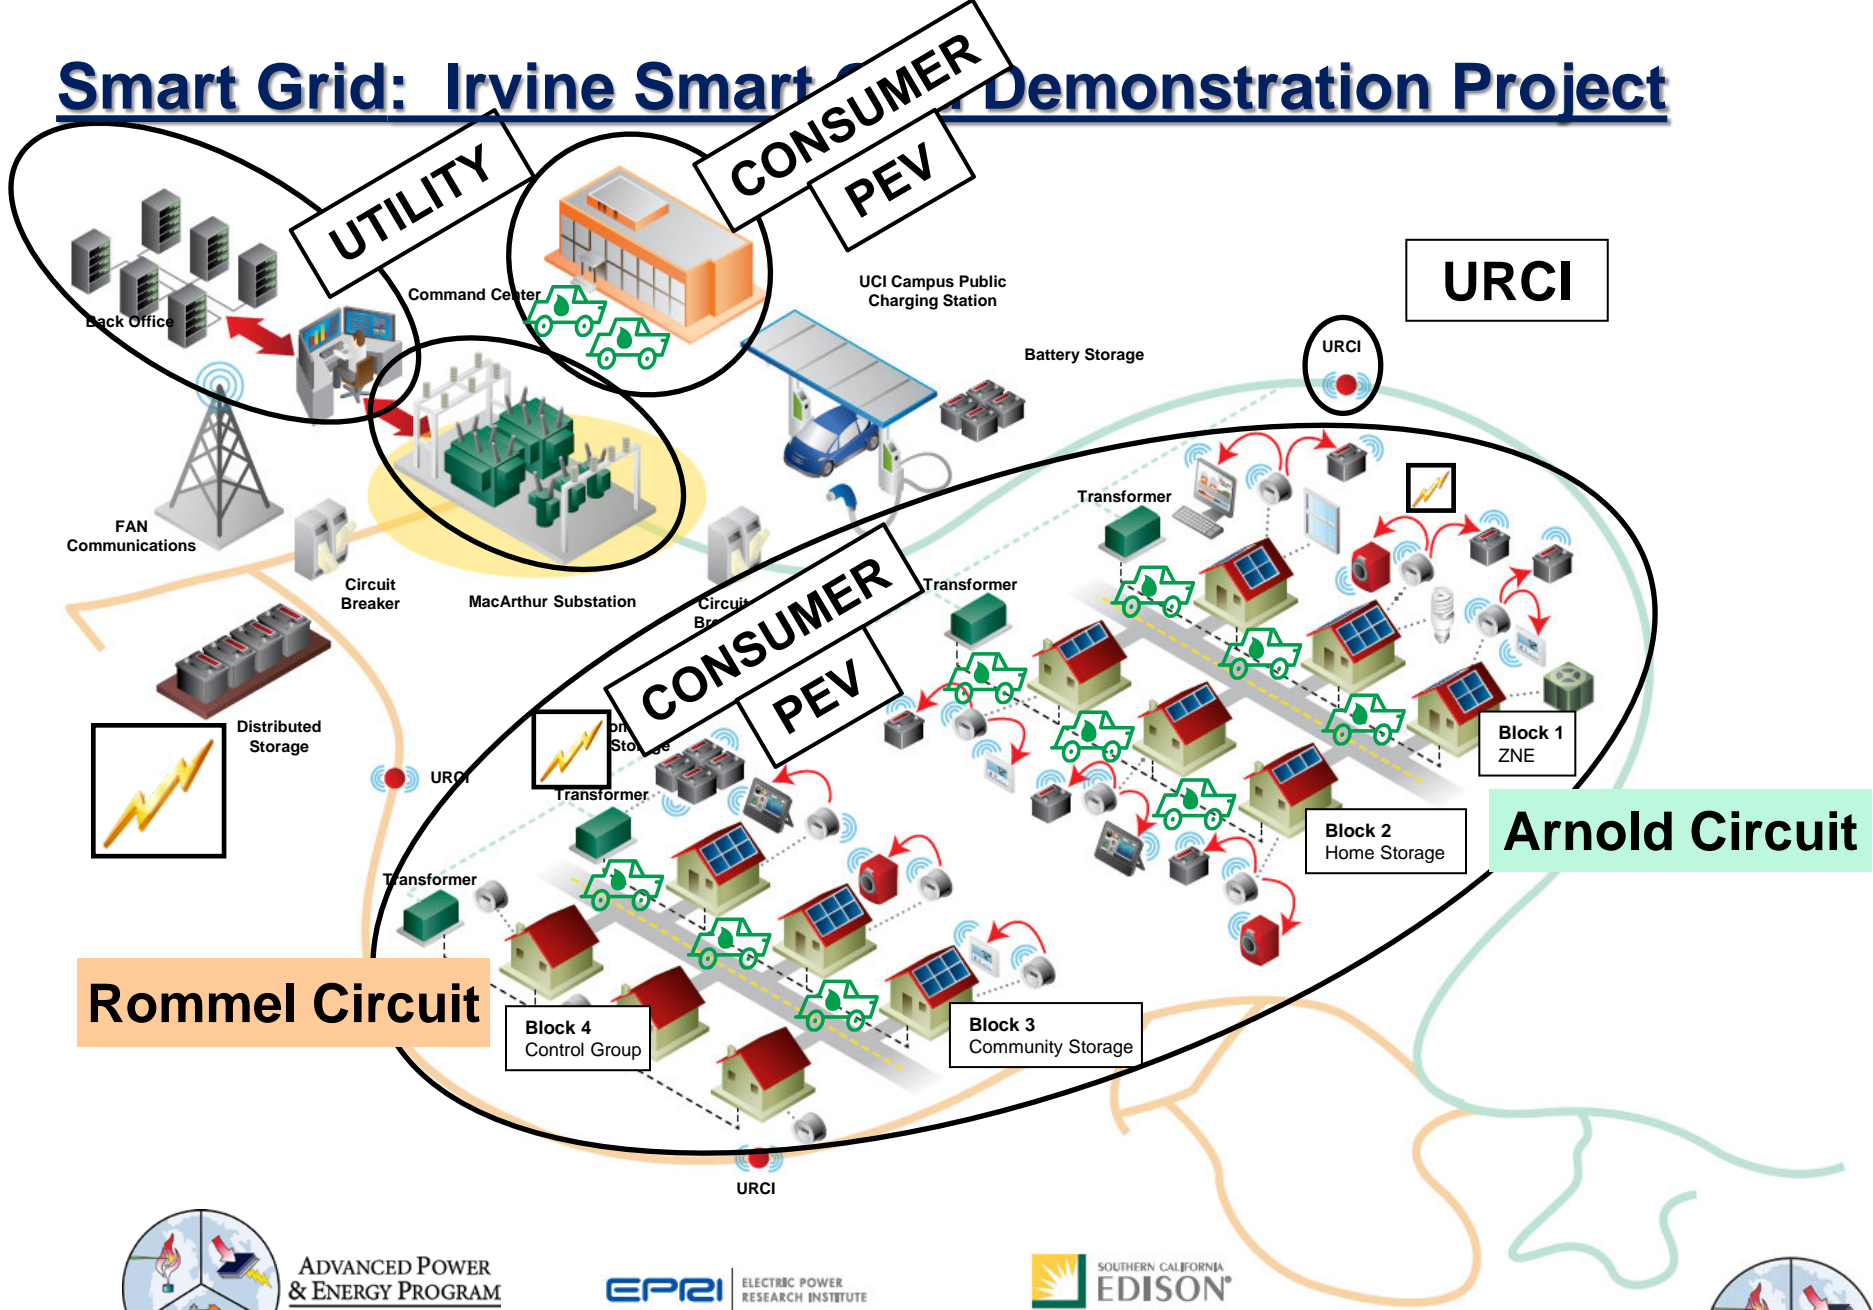 Smart Grid: Irvine Smart Demonstration Project
CONSUMER
PEV
UTILITY
URCI
Command Center
Back Office
UCI Campus Public
Charging Station
Battery Storage
URCI
FAN
Communications
Circuit
Breaker
MacArthur Substation
Circuit
Transformer
Transformer
CONSUMER
PEV
Distributed
Storage
URCI
Transformer
Transformer
Block 1
ZNE
Block 2
Home Storage
Arnold Circuit
Rommel Circuit
Block 4
Control Group
Block 3
Community Storage
URCI
ADVANCED POWER
& ENERGY PROGRAM
EPRI
ELECTRIC POWER
RESEARCH INSTITUTE
SOUTHERN CALIFORNIA
EDISON®